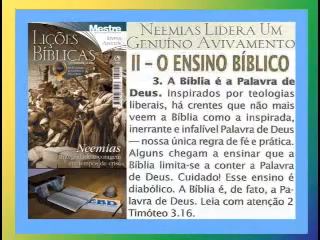 Mestre
LIÇÕES
BÍBLICAS
Neemias
EBD
NEEMIAS LIDERA UM
GENUÍNO AVIVAMENTO
II – O ENSINO BÍBLICO
3. A Bíblia é a Palavra de
Deus. Inspirados por teologias
liberais, há crentes que não mais
veem a Bíblia como a inspirada,
inerrante e infalível Palavra de Deus
— nossa única regra de fé e prática.
Alguns chegam a ensinar que a
Bíblia limita-se a conter a Palavra
de Deus. Cuidado! Esse ensino é
diabólico. A Bíblia é, de fato, a Pa-
lavra de Deus. Leia com atenção 2
Timóteo 3.16.